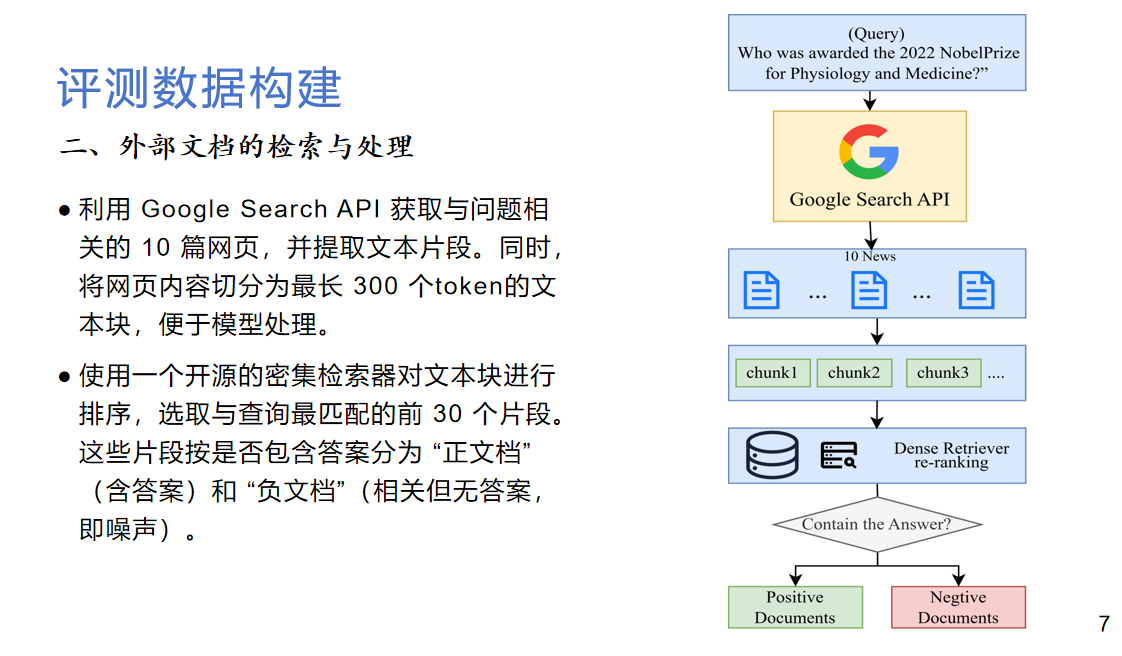 评测数据构建
二、外部文档的检索与处理
● 利用 Google Search API 获取与问题相
关的 10 篇网页，并提取文本片段。同时，
将网页内容切分为最长 300 个token的文
本块，便于模型处理。
● 使用一个开源的密集检索器对文本块进行
排序，选取与查询最匹配的前 30 个片段。
这些片段按是否包含答案分为 “正文档”
（含答案）和 “负文档”（相关但无答案，
即噪声）。
(Query)
Who was awarded the 2022 NobelPrize
for Physiology and Medicine?”
Google Search API
10 News
... ...
chunk1 chunk2 chunk3 ....
Dense Retriever
re-ranking
Contain the Answer?
Positive
Documents
Negtive
Documents
7